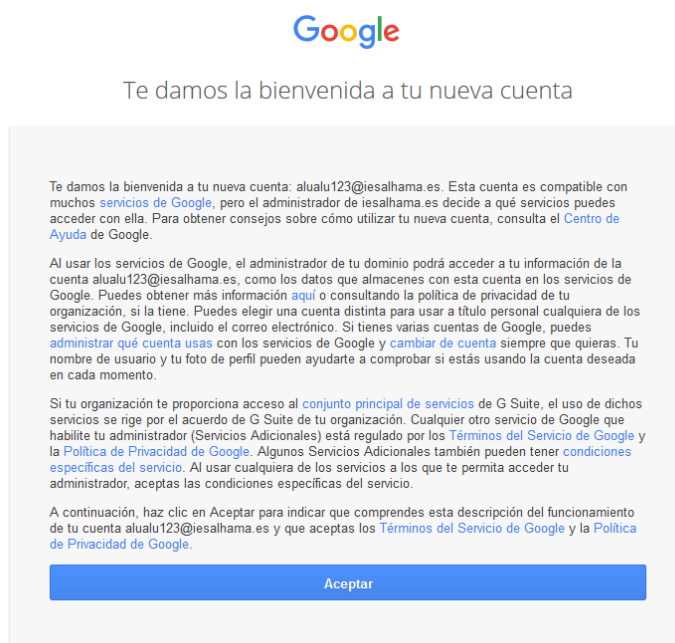 Google
Te damos la bienvenida a tu nueva cuenta
Te damos la bienvenida a tu nueva cuenta: alualu123@iesalhama.es. Esta cuenta es compatible con
muchos servicios de Google, pero el administrador de iesalhama.es decide a qué servicios puedes
acceder con ella. Para obtener consejos sobre cómo utilizar tu nueva cuenta, consulta el Centro de
Ayuda de Google.
Al usar los servicios de Google, el administrador de tu dominio podrá acceder a tu información de la
cuenta alualu123@iesalhama.es, como los datos que almacenes con esta cuenta en los servicios de
Google. Puedes obtener más información aquí o consultando la política de privacidad de tu
organización, si la tiene. Puedes elegir una cuenta distinta para usar a título personal cualquiera de los
servicios de Google, incluido el correo electrónico. Si tienes varias cuentas de Google, puedes
administrar qué cuenta usas con los servicios de Google y cambiar de cuenta siempre que quieras. Tu
nombre de usuario y tu foto de perfil pueden ayudarte a comprobar si estás usando la cuenta deseada
en cada momento.
Si tu organización te proporciona acceso al conjunto principal de servicios de G Suite, el uso de dichos
servicios se rige por el acuerdo de G Suite de tu organización. Cualquier otro servicio de Google que
habilite tu administrador (Servicios Adicionales) está regulado por los Términos del Servicio de Google y
la Política de Privacidad de Google. Algunos Servicios Adicionales también pueden tener condiciones
específicas del servicio. Al usar cualquiera de los servicios a los que te permita acceder tu
administrador, aceptas las condiciones específicas del servicio.
A continuación, haz clic en Aceptar para indicar que comprendes esta descripción del funcionamiento
de tu cuenta alualu123@iesalhama.es y que aceptas los Términos del Servicio de Google y la Política
de Privacidad de Google.
Aceptar